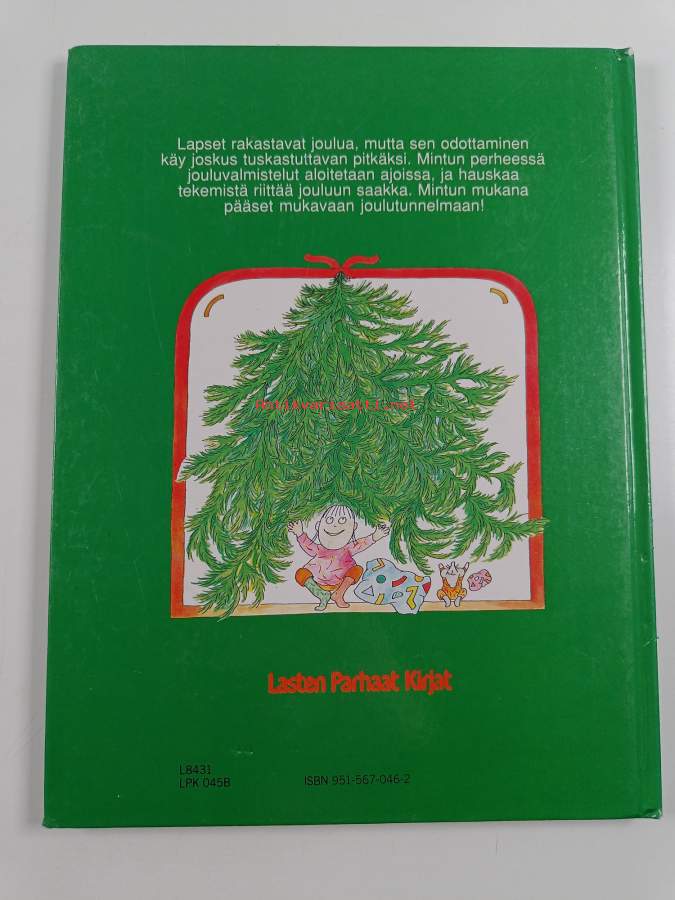 Lapset rakastavat joulua, mutta sen odottaminen
käy joskus tuskastuttavan pitkäksi. Mintun perheessä
jouluvalmistelut aloitetaan ajoissa, ja hauskaa
tekemistä riittää jouluun saakka. Mintun mukana
pääset mukavaan joulutunnelmaan!
Antikvariaatti.net
Lasten Parhaat Kirjat
L8431
LPK 045B
ISBN 951-567-046-2